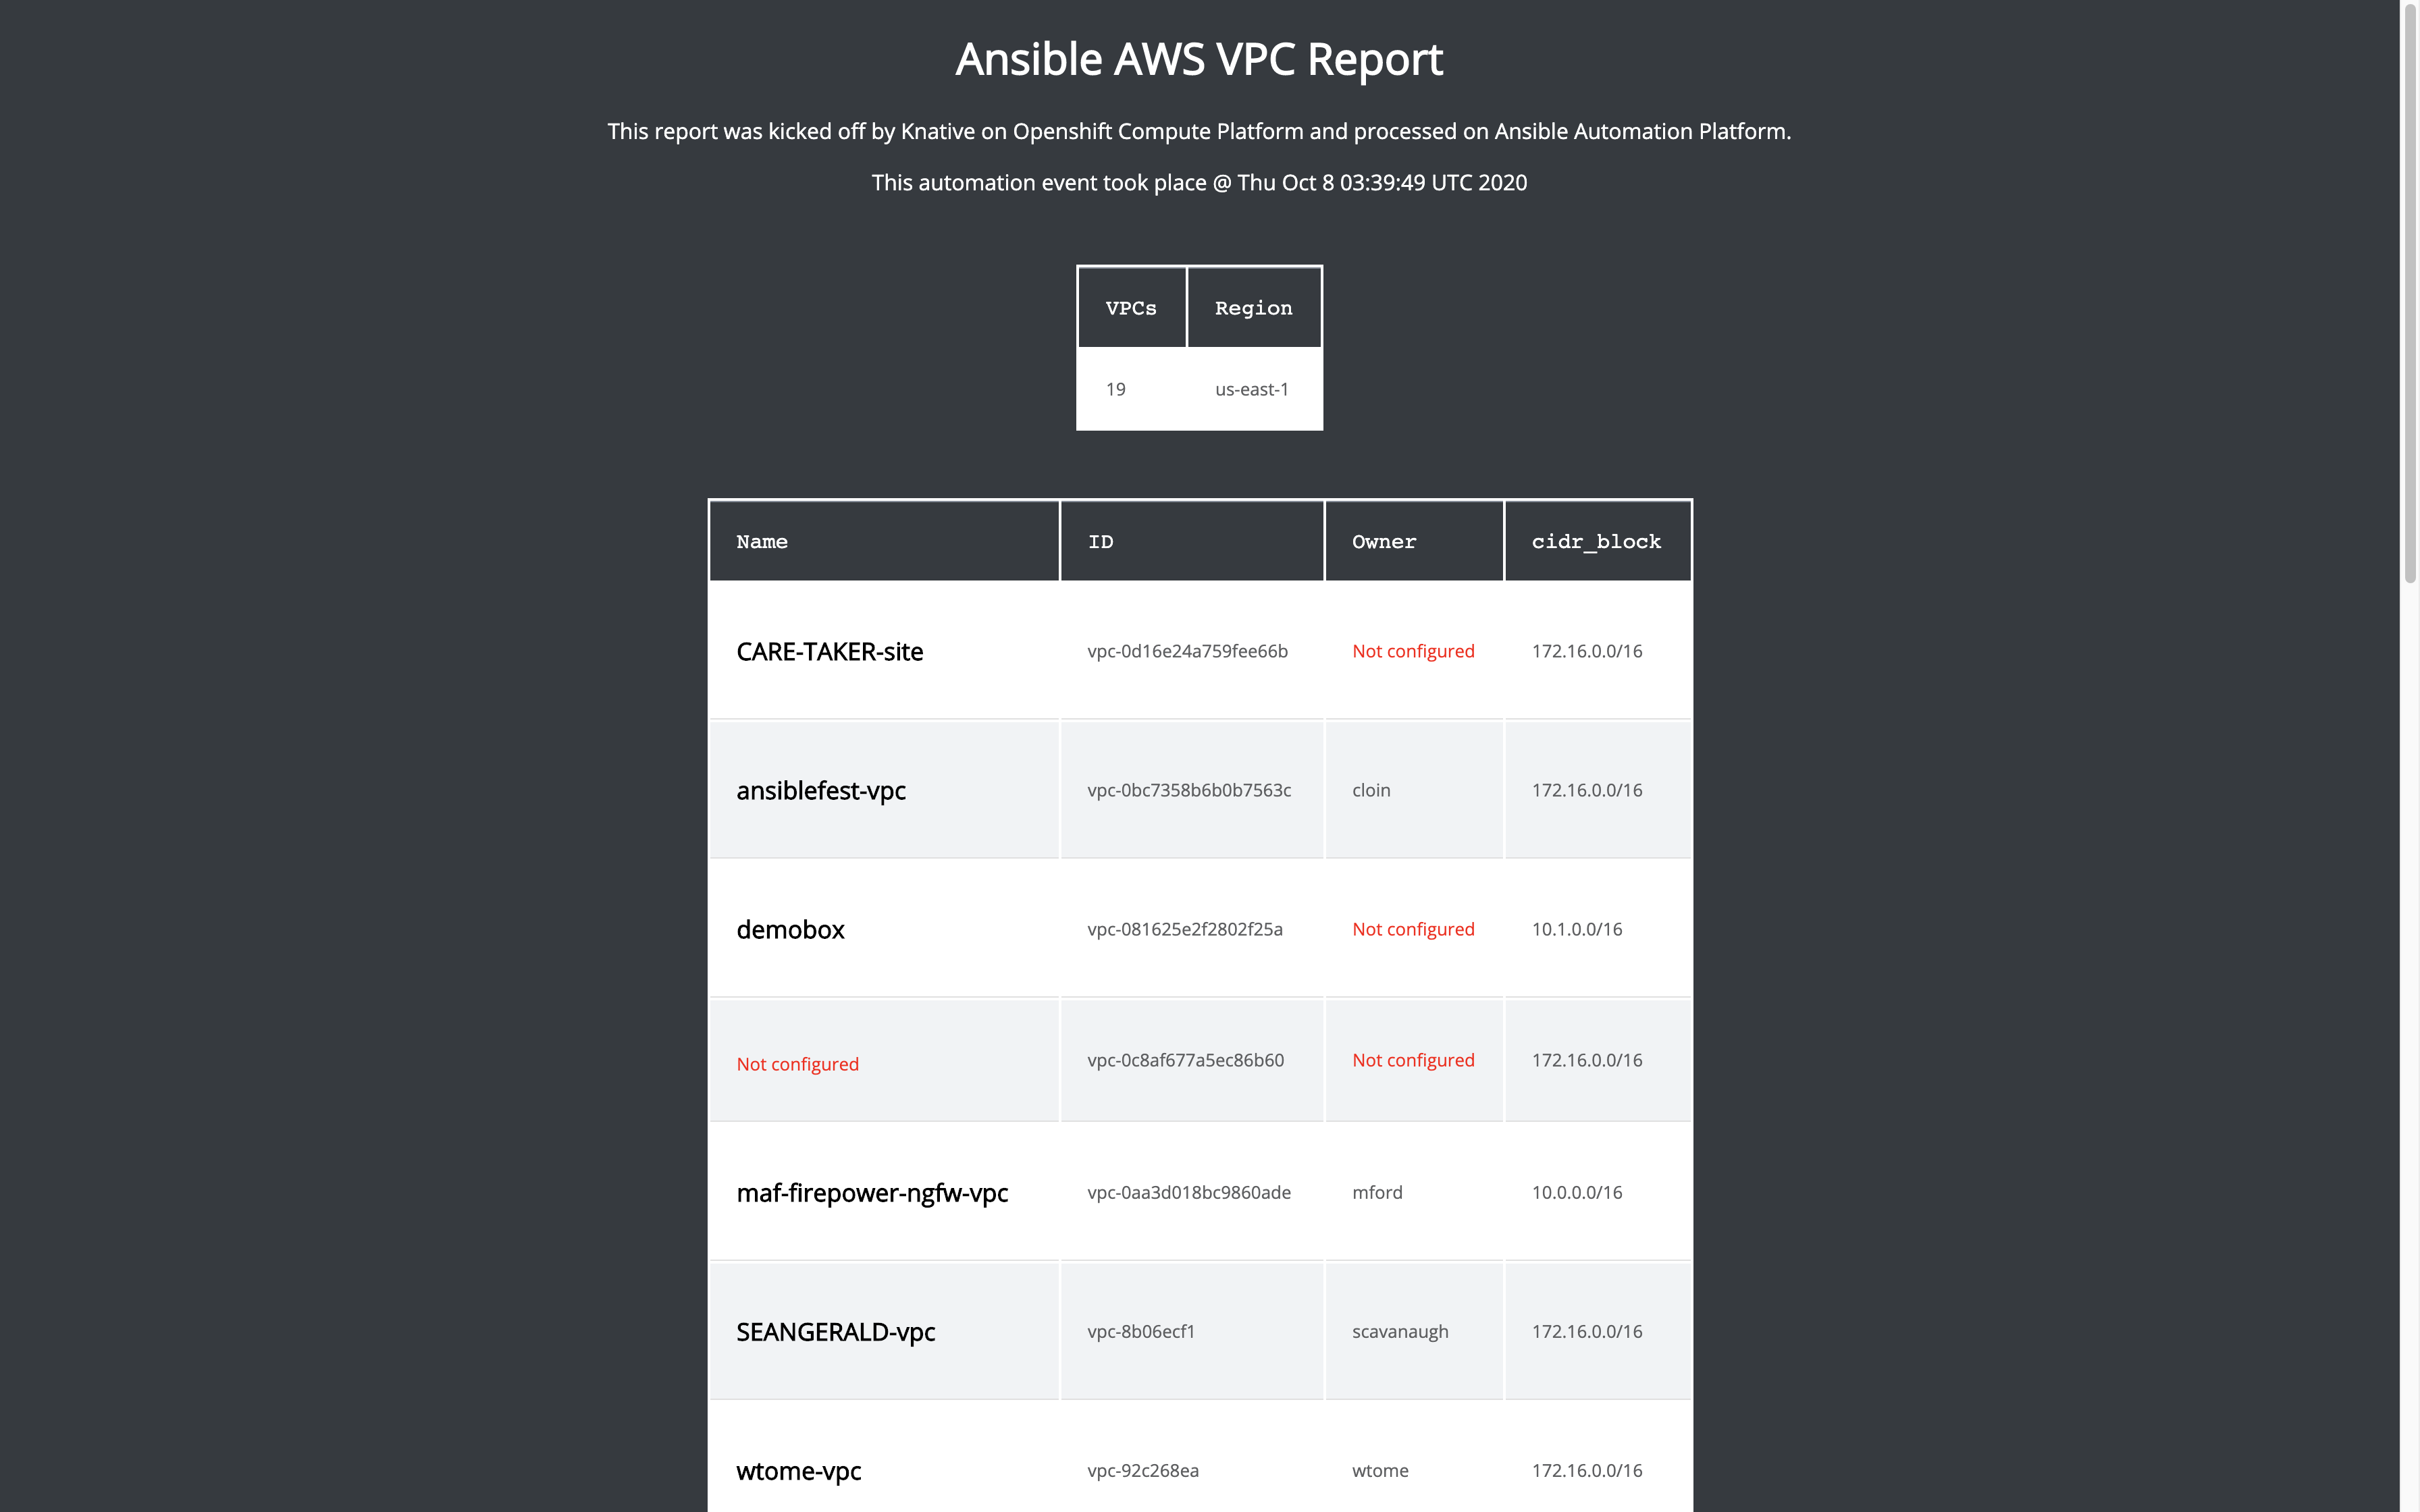 Ansible AWS VPC Report
This report was kicked off by Knative on Openshift Compute Platform and processed on Ansible Automation Platform.
This automation event took place @ Thu Oct 8 03:39:49 UTC 2020
VPCs Region
19 us-east-1
Name ID Owner cidr_block
CARE-TAKER-site vpc-0d16e24a759fee66b Not configured 172.16.0.0/16
ansiblefest-vpc vpc-0bc7358b6b0b7563c cloin 172.16.0.0/16
demobox vpc-081625e2f2802f25a Not configured 10.1.0.0/16
Not configured vpc-0c8af677a5ec86b60 Not configured 172.16.0.0/16
maf-firepower-ngfw-vpc vpc-0aa3d018bc9860ade mford 10.0.0.0/16
SEANGERALD-vpc vpc-8b06ecf1 scavanaugh 172.16.0.0/16
wtome-vpc vpc-92c268ea wtome 172.16.0.0/16